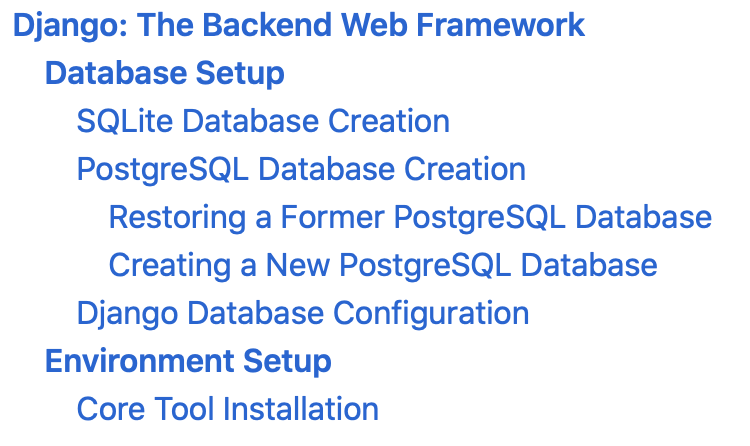 Django: The Backend Web Framework
Database Setup
SQLite Database Creation
PostgreSQL Database Creation
Restoring a Former PostgreSQL Database
Creating a New PostgreSQL Database
Django Database Configuration
Environment Setup
Core Tool Installation